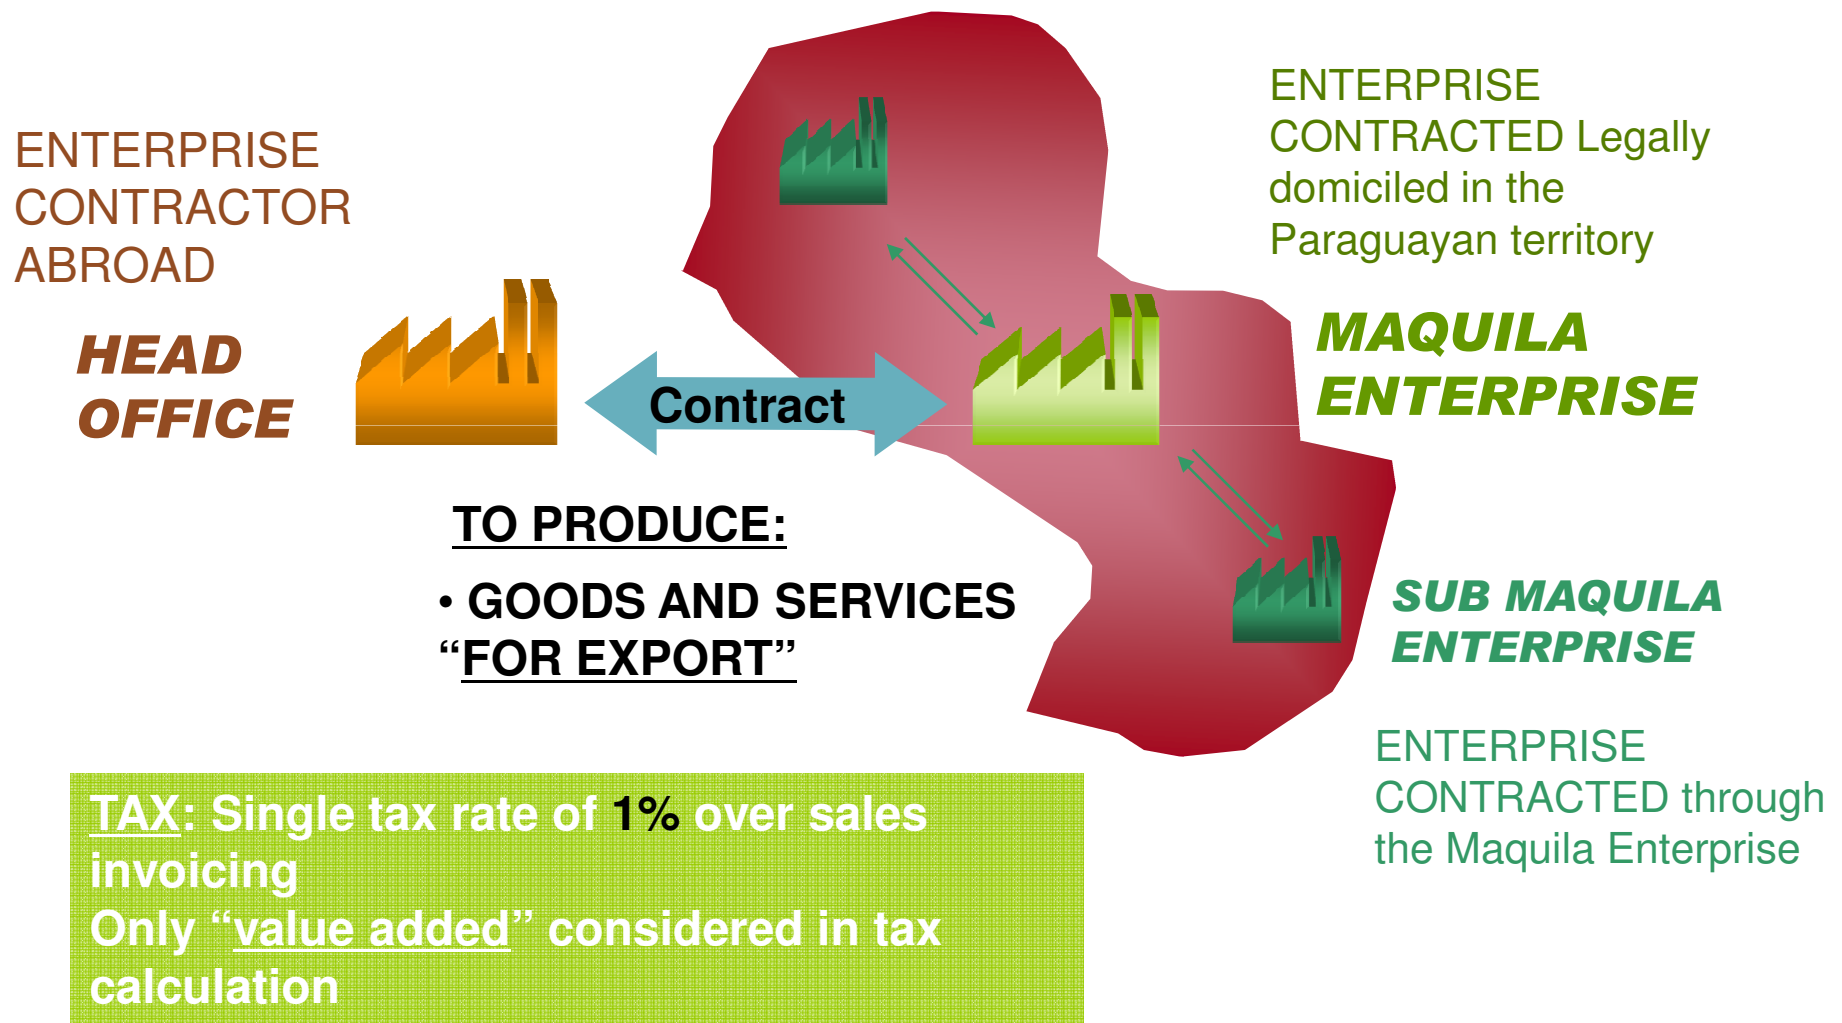 ENTERPRISE
CONTRACTOR
ABROAD
HEAD
OFFICE
Contract
ENTERPRISE
CONTRACTED Legally
domiciled in the
Paraguayan territory
MAQUILA
ENTERPRISE
TO PRODUCE:
• GOODS AND SERVICES
“FOR EXPORT”
SUB MAQUILA
ENTERPRISE
ENTERPRISE
CONTRACTED through
the Maquila Enterprise
TAX: Single tax rate of 1% over sales
invoicing
Only “value added” considered in tax
calculation